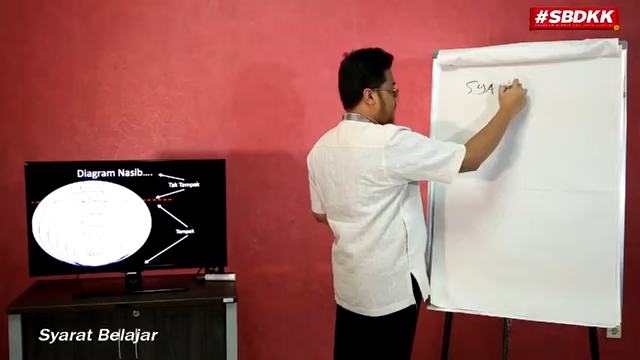 #SBDKK
SYA
Diagram Nasib....
Tak Tampak
Tampak
Syarat Belajar